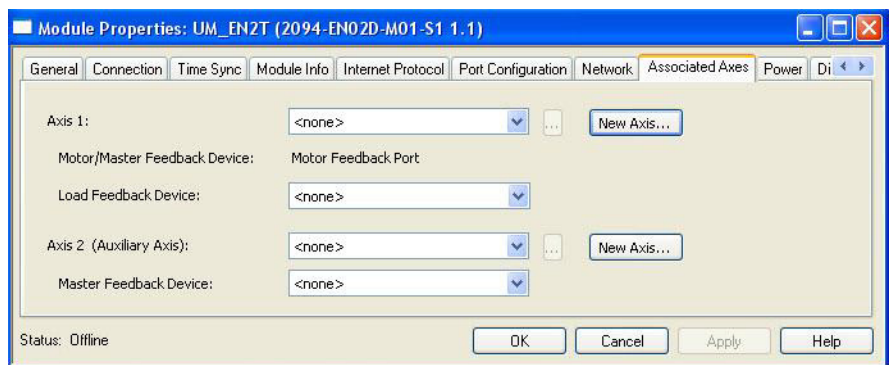 Module Properties: UM_EN2T (2094-EN02D-M01-S1 1.1)
General Connection Time Sync Module Info Internet Protocol Port Configuration Network Associated Axes Power Di
Axis 1: <none> ... New Axis...
Motor/Master Feedback Device: Motor Feedback Port
Load Feedback Device: <none>
Axis 2 (Auxiliary Axis): <none> ... New Axis...
Master Feedback Device: <none>
Status: Offline OK Cancel Apply Help